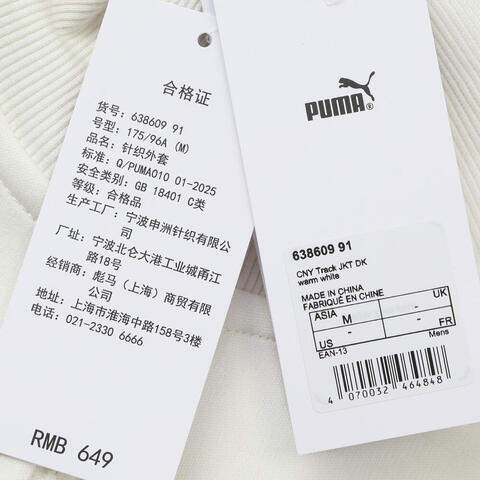 合格证
货号: 638609 91
号型: 175/96A (M)
品名: 针织外套
标准: Q/PUMA010 01-2025
安全类别: GB 18401 C类
等级: 合格品
生产工厂: 宁波申洲针织有限公
司
厂址: 宁波北仑大港工业城甬江
路18号
经销商: 彪马（上海）商贸有限
公司
地址: 上海市淮海中路158号3楼
电话: 021-2330 6666
RMB 649
PUMA®
638609 91
CNY Track JKT DK
warm white
MADE IN CHINA
FABRIQUÉ EN CHINE
Mens
ASIA M - UK
US - - FR
EAN-13
4 070032 464848